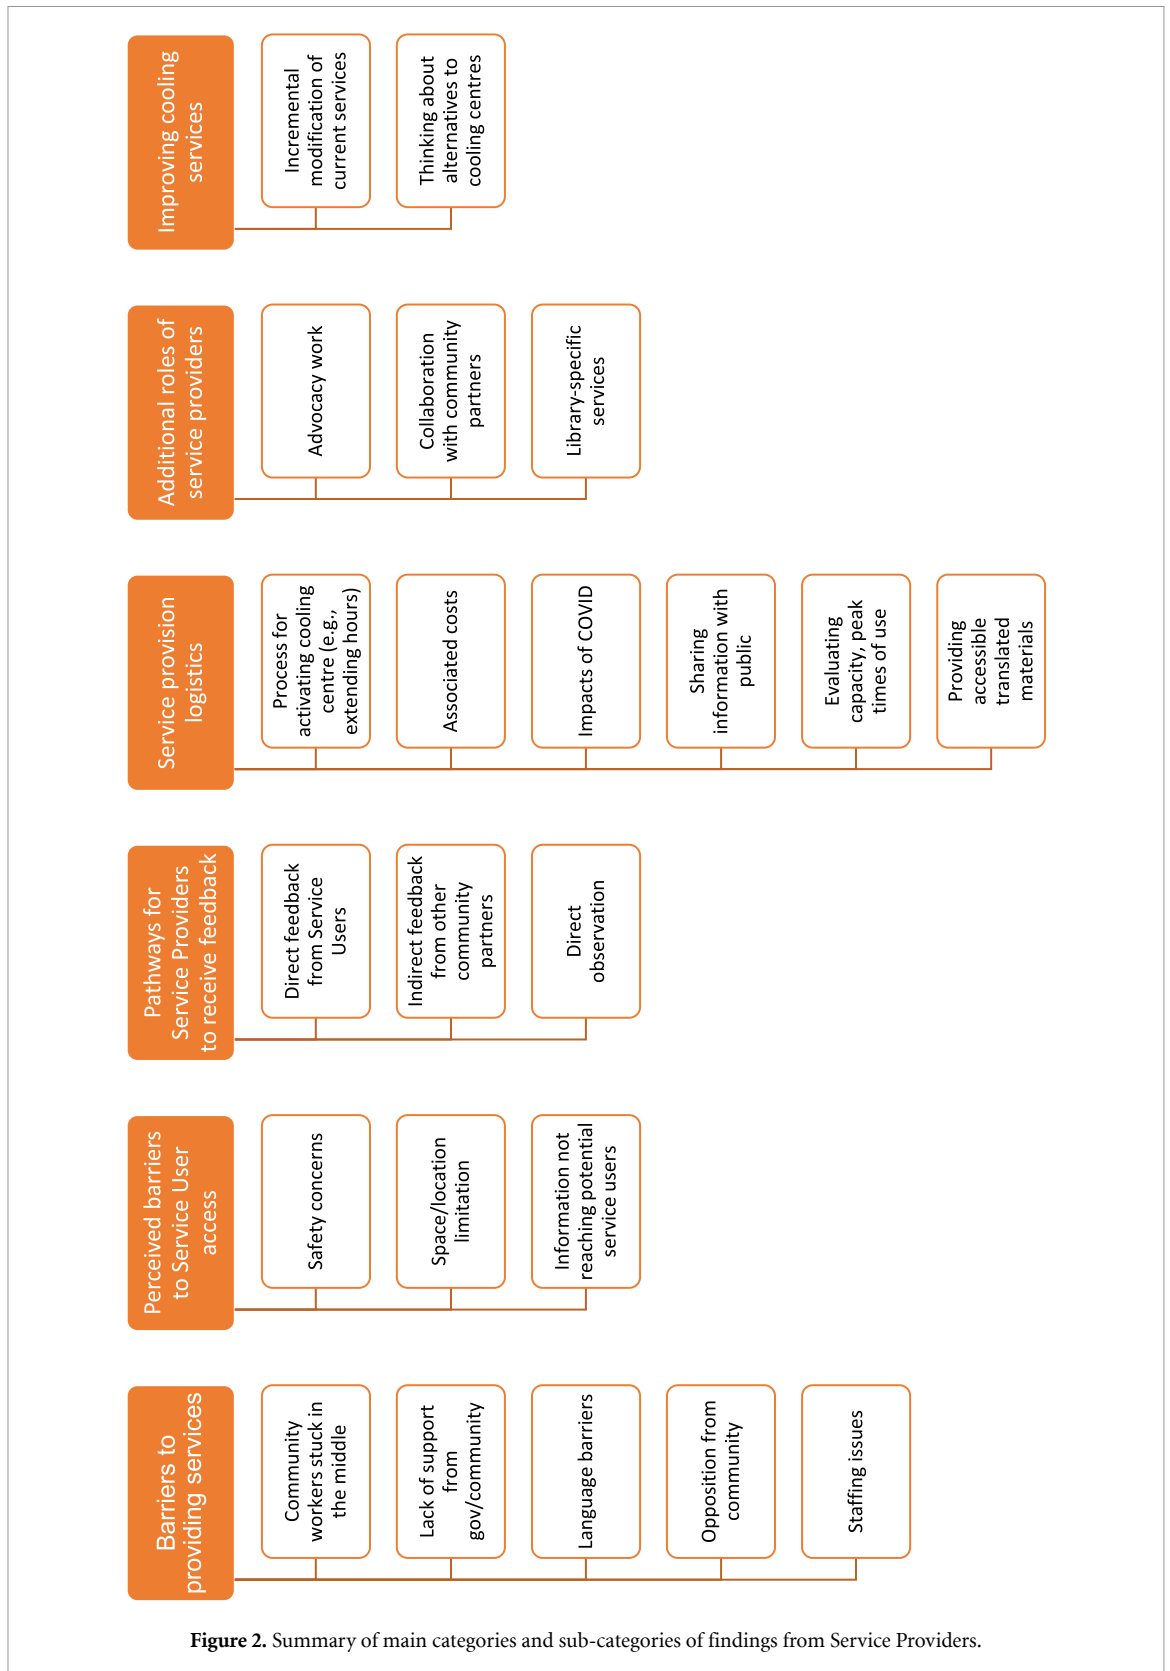 Barriers to
providing services
Community
workers stuck in
the middle
Lack of support
from
gov/community
Language barriers
Opposition from
community
Staffing issues
Perceived barriers
to Service User
access
Safety concerns
Space/location
limitation
Information not
reaching potential
service users
Pathways for
Service Providers
to receive feedback
Direct feedback
from Service
Users
Indirect feedback
from other
community
partners
Direct
observation
Service provision
logistics
Process for
activating cooling
centre (e.g.,
extending hours)
Associated costs
Impacts of COVID
Sharing
information with
public
Evaluating
capacity, peak
times of use
Providing
accessible
translated
materials
Additional roles of
service providers
Advocacy work
Collaboration
with community
partners
Library-specific
services
Improving cooling
services
Incremental
modification of
current services
Thinking about
alternatives to
cooling centres
Figure 2. Summary of main categories and sub-categories of findings from Service Providers.